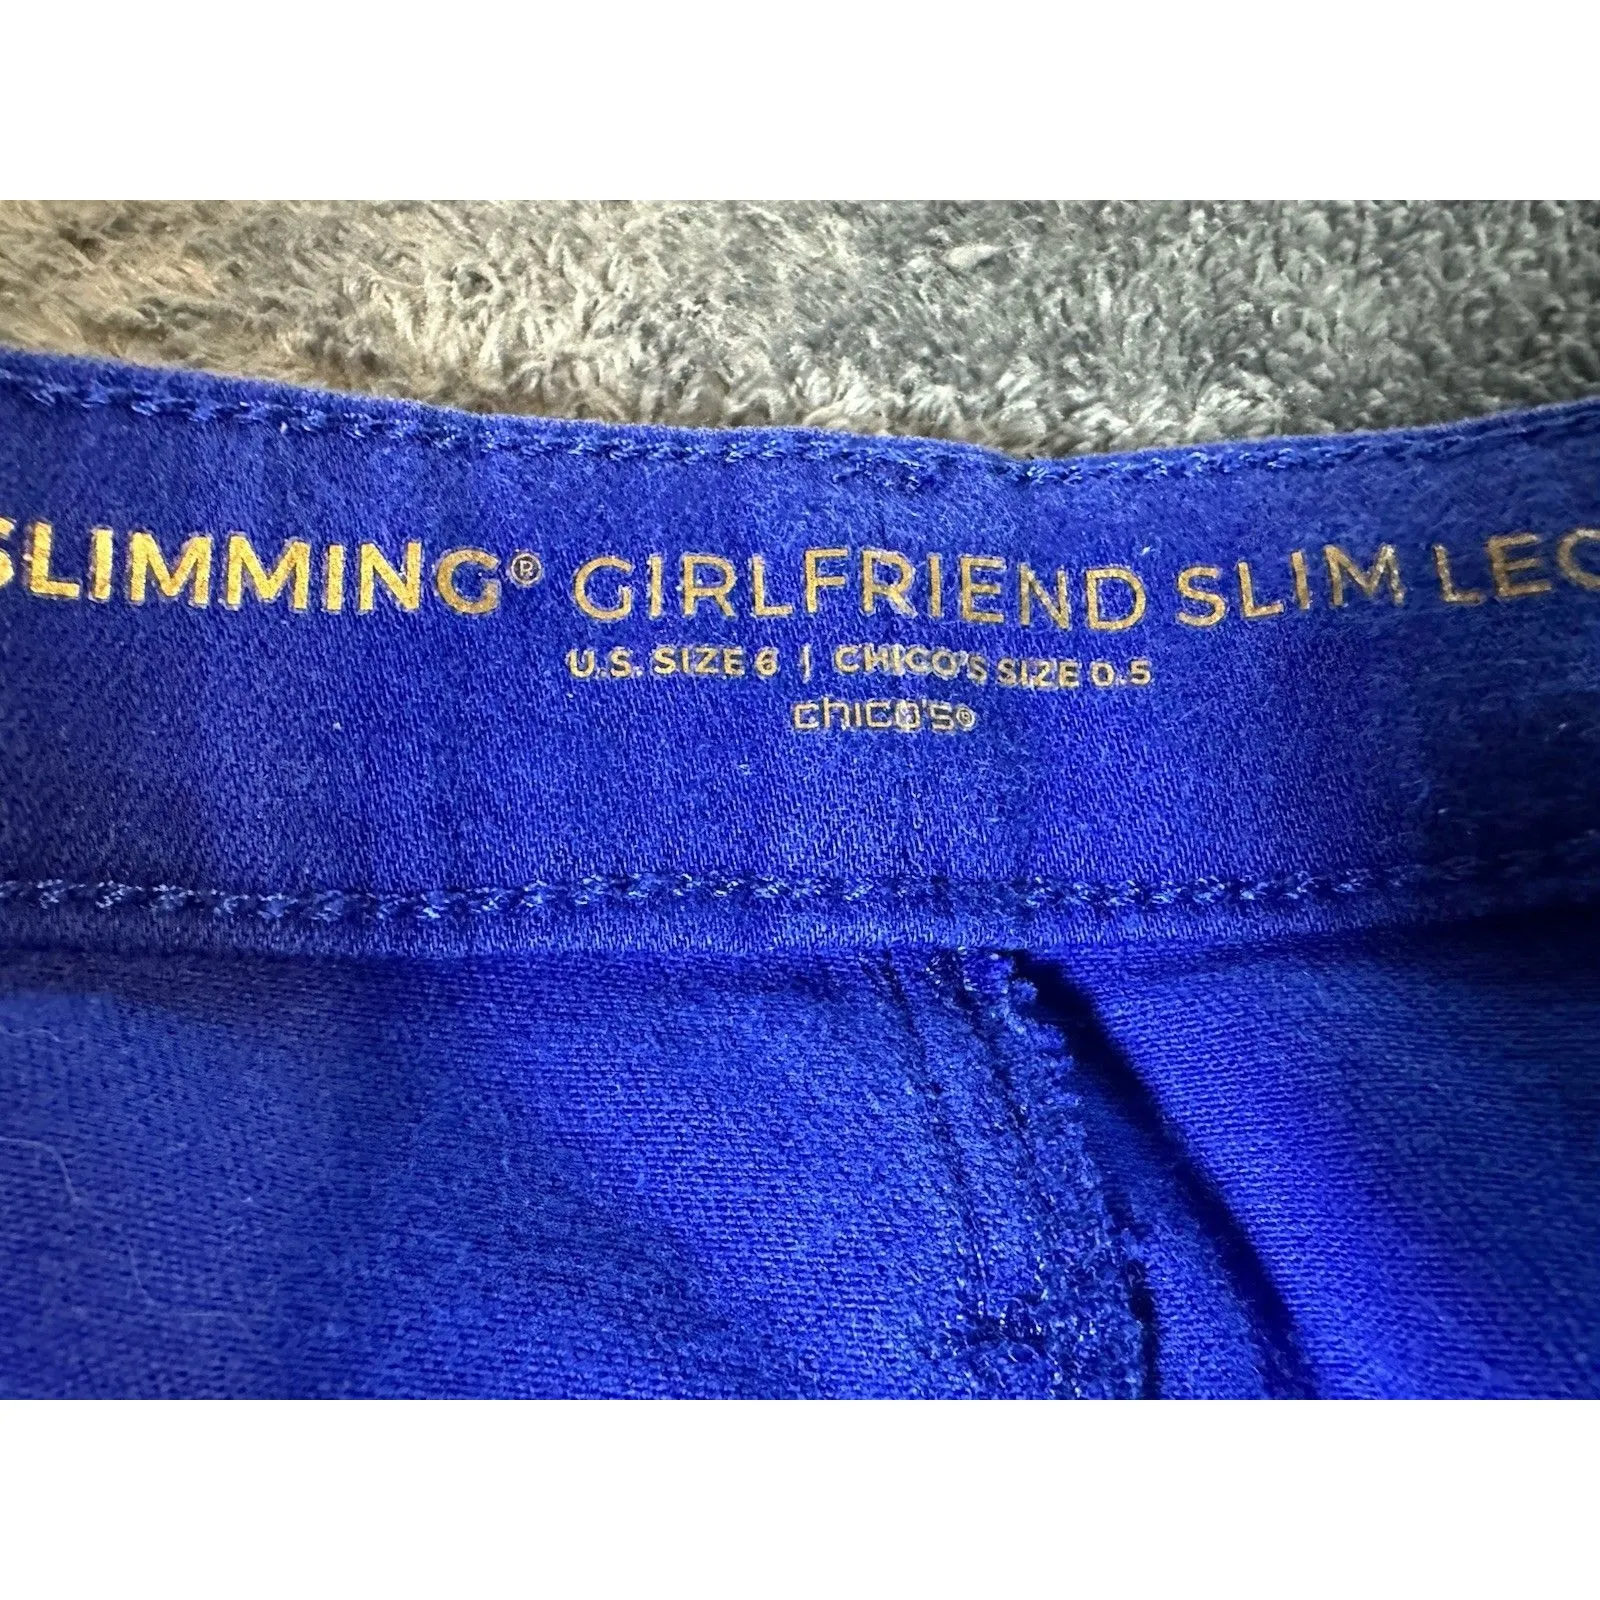 SLIMMING® GIRLFRIEND SLIM LEG
U.S. SIZE 6 | CHICO'S SIZE 0.5
chico's®